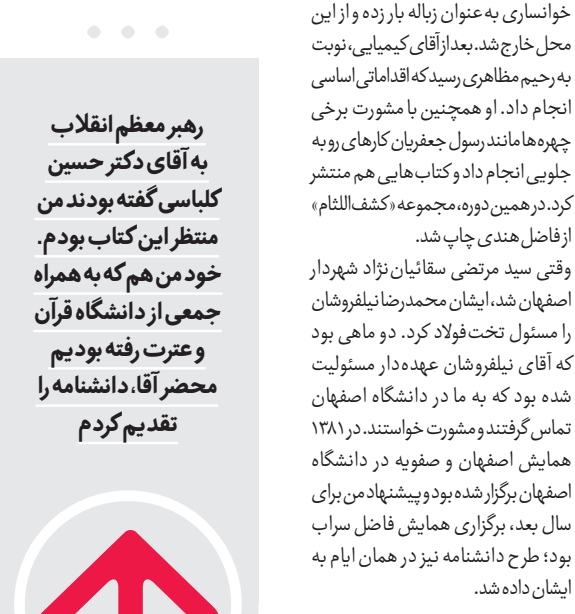 خوانساری به عنوان زباله بار زده و از این
محل خارج شد. بعد از آقای کیمیایی، نوبت
به رحیم مظاهری رسید که اقداماتی اساسی
انجام داد. او همچنین با مشورت برخی
چهره‌ها مانند رسول جعفریان کارهای رو به
جلویی انجام داد و کتاب‌هایی هم منتشر
کرد. در همین دوره، مجموعه «کشف‌اللثام»
از فاضل هندی چاپ شد.
وقتی سید مرتضی سقائیان‌نژاد شهردار
اصفهان شد، ایشان محمدرضا نیلفروشان
را مسئول تخت‌فولاد کرد. دو ماهی بود
که آقای نیلفروشان عهده‌دار مسئولیت
شده بود که به ما در دانشگاه اصفهان
تماس گرفتند و مشورت خواستند. در ۱۳۸۱
همایش اصفهان و صفویه در دانشگاه
اصفهان برگزار شده بود و پیشنهاد من برای
سال بعد، برگزاری همایش فاضل سراب
بود؛ طرح دانشنامه نیز در همان ایام به
ایشان داده شد.
رهبر معظم انقلاب
به آقای دکتر حسین
کلباسی گفته بودند من
منتظر این کتاب بودم.
خود من هم که به همراه
جمعی از دانشگاه قرآن
و عترت رفته بودیم
محضر آقا، دانشنامه را
تقدیم کردم